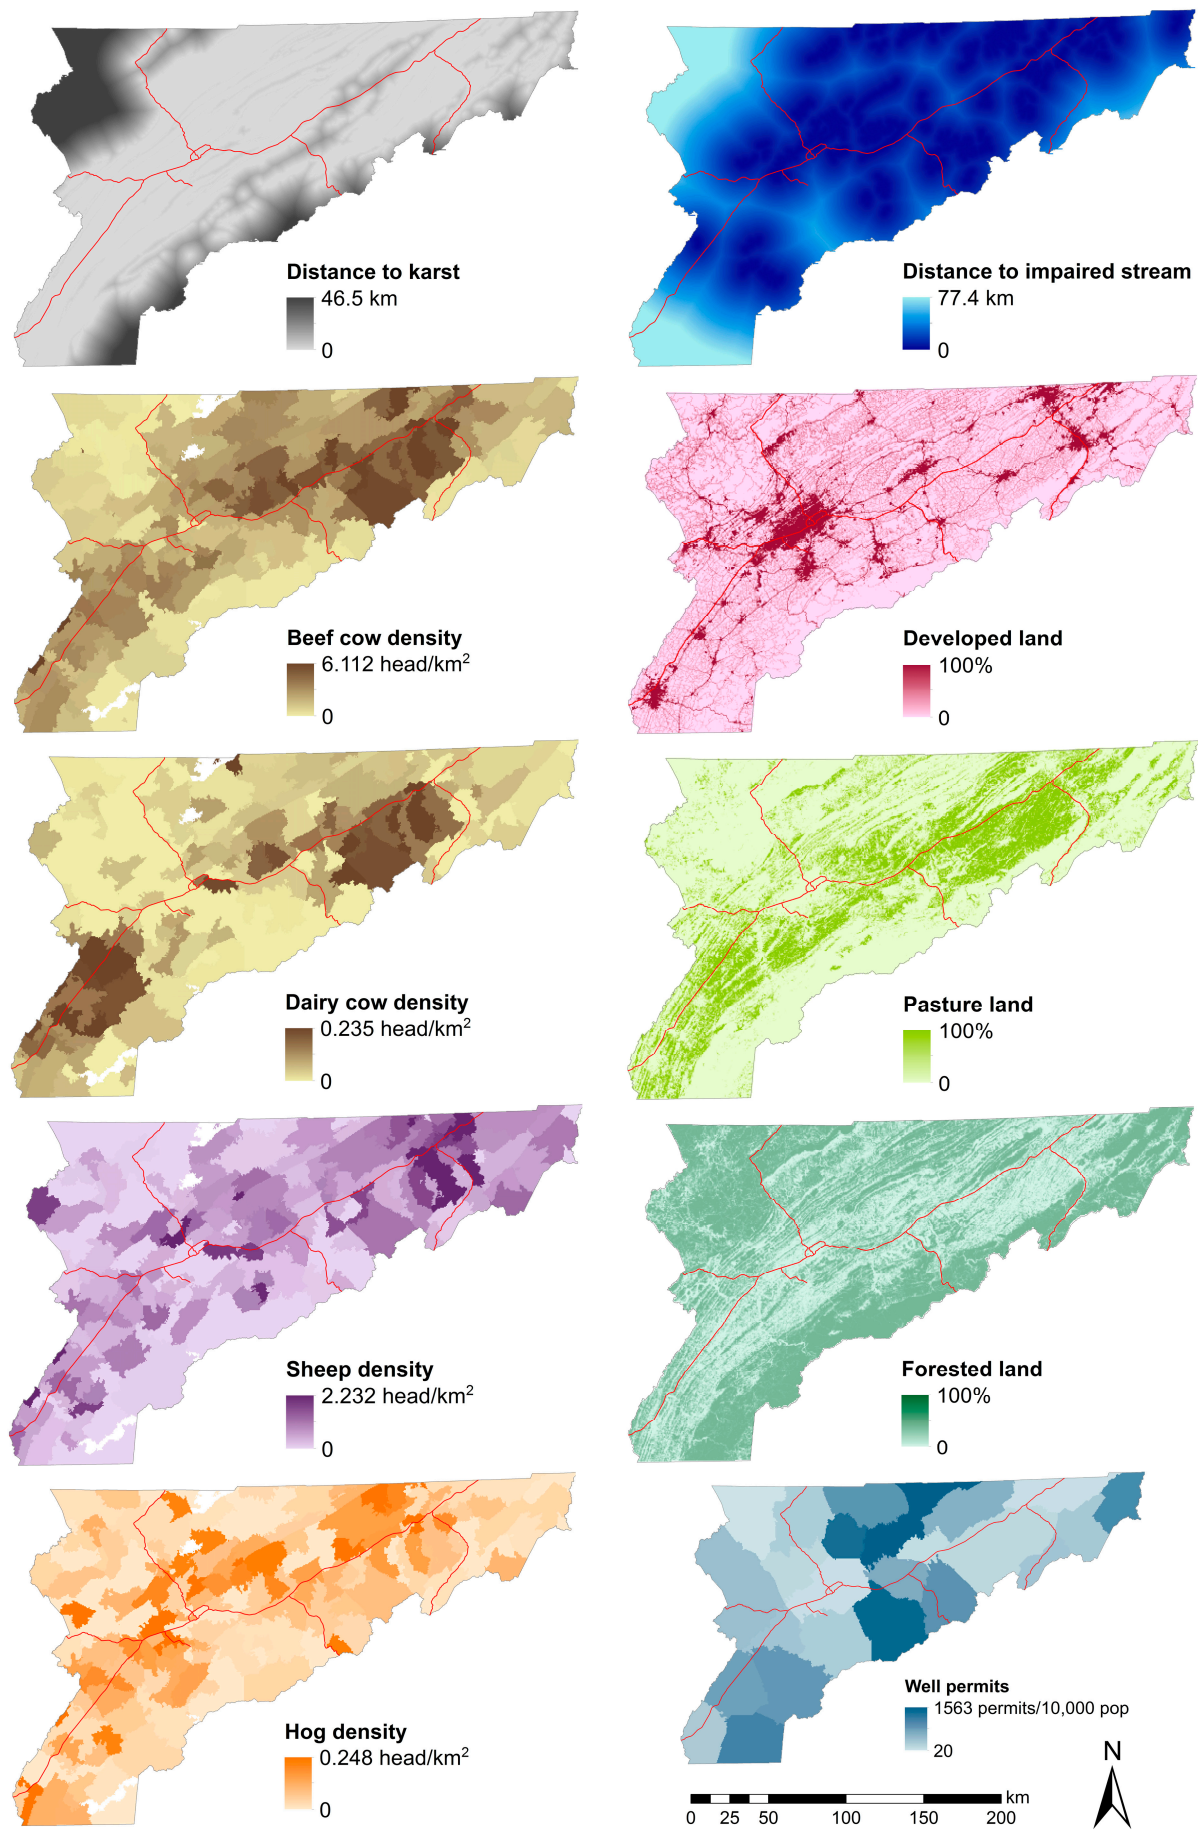 Distance to karst
46.5 km
0
Distance to impaired stream
77.4 km
0
Beef cow density
6.112 head/km²
0
Developed land
100%
0
Dairy cow density
0.235 head/km²
0
Pasture land
100%
0
Sheep density
2.232 head/km²
0
Forested land
100%
0
Hog density
0.248 head/km²
0
Well permits
1563 permits/10,000 pop
20
N
km
0 25 50 100 150 200